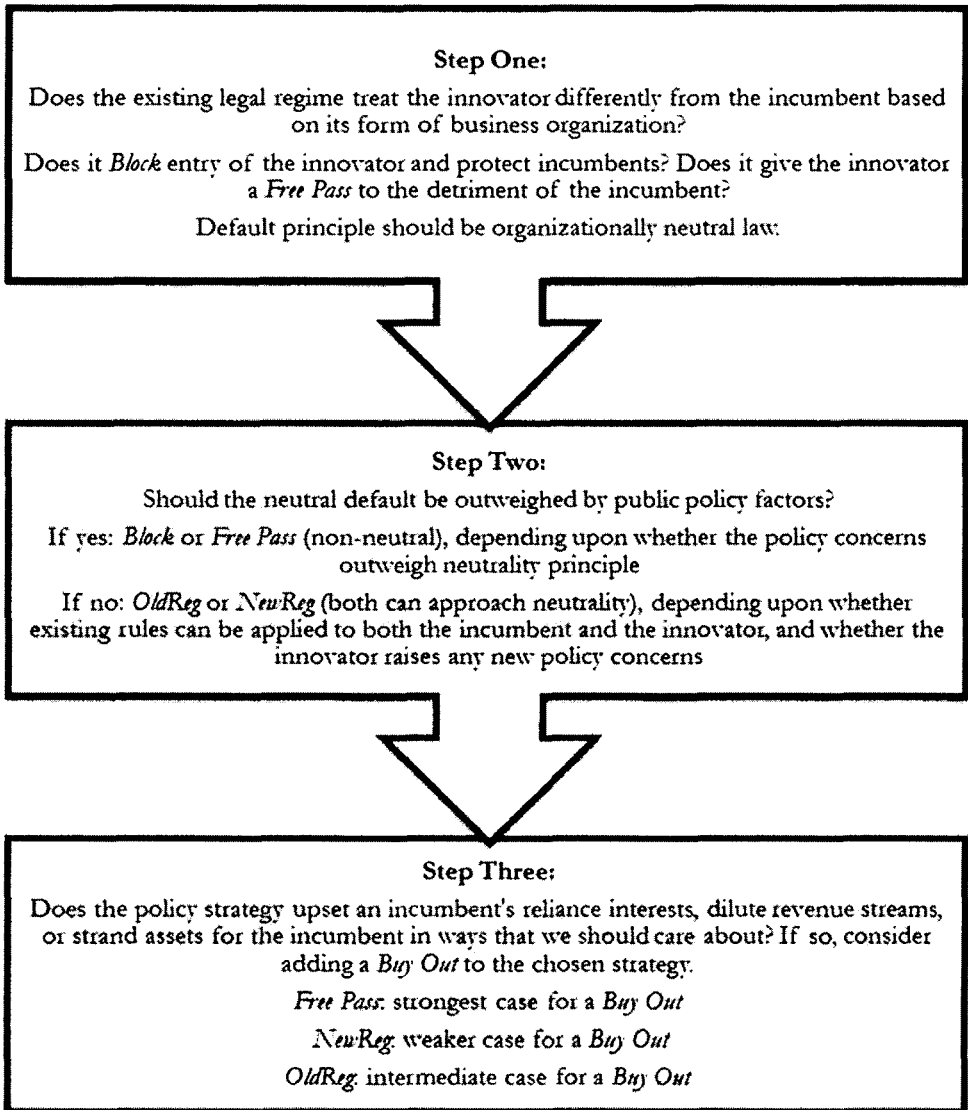 Step One:
Does the existing legal regime treat the innovator differently from the incumbent based
on its form of business organization?
Does it Block entry of the innovator and protect incumbents? Does it give the innovator
a Free Pass to the detriment of the incumbent?
Default principle should be organizationally neutral law.
Step Two:
Should the neutral default be outweighed by public policy factors?
If yes: Block or Free Pass (non-neutral), depending upon whether the policy concerns
outweigh neutrality principle
If no: OldReg or NewReg (both can approach neutrality), depending upon whether
existing rules can be applied to both the incumbent and the innovator, and whether the
innovator raises any new policy concerns
Step Three:
Does the policy strategy upset an incumbent's reliance interests, dilute revenue streams,
or strand assets for the incumbent in ways that we should care about? If so, consider
adding a Buy Out to the chosen strategy.
Free Pass: strongest case for a Buy Out
NewReg: weaker case for a Buy Out
OldReg: intermediate case for a Buy Out